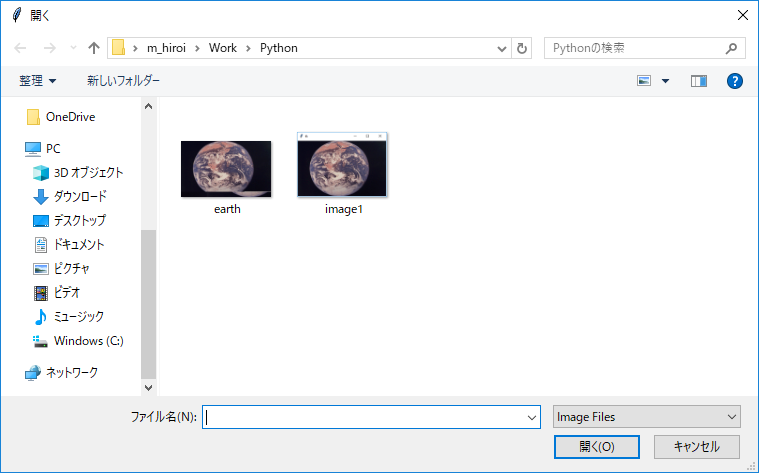 開く
m_hiroi > Work > Python
Pythonの検索
整理
新しいフォルダー
?
OneDrive
PC
3D オブジェクト
ダウンロード
デスクトップ
ドキュメント
ピクチャ
ビデオ
ミュージック
Windows (C:)
ネットワーク
earth
image1
ファイル名(N):
Image Files
開く(O)
キャンセル